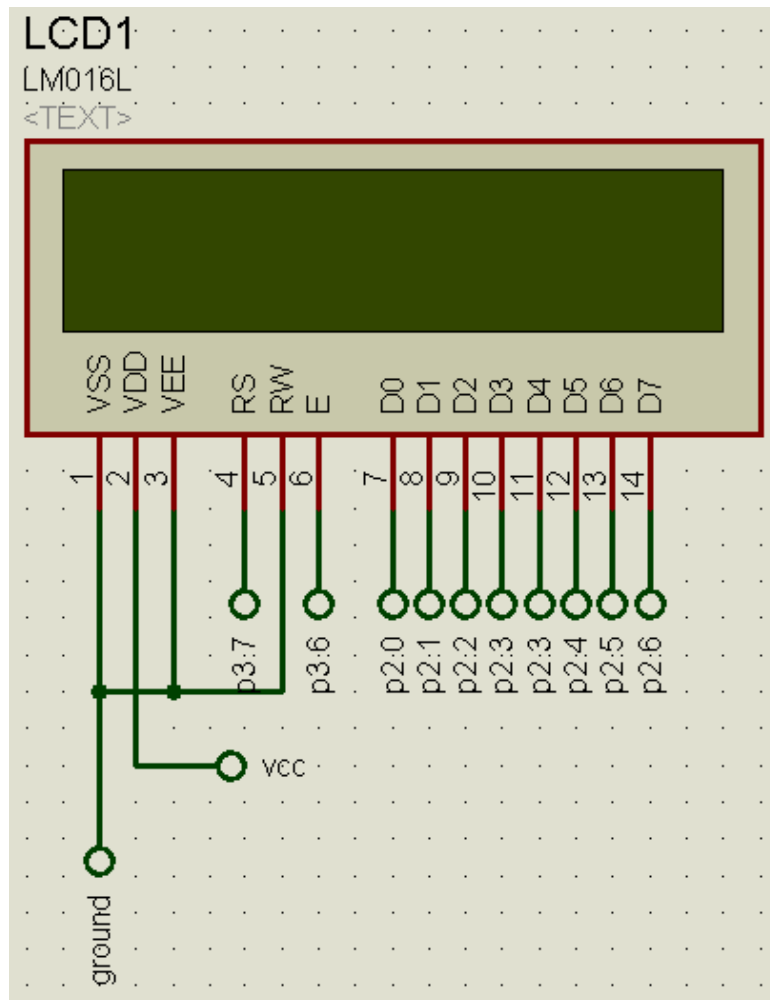 LCD1
LM016L
<TEXT>
VSS VDD VEE RS RW E D0 D1 D2 D3 D4 D5 D6 D7
1 2 3 4 5 6 7 8 9 10 11 12 13 14
p3:7 p3:6 p2:0 p2:1 p2:2 p2:3 p2:3 p2:4 p2:5 p2:6
vcc
ground